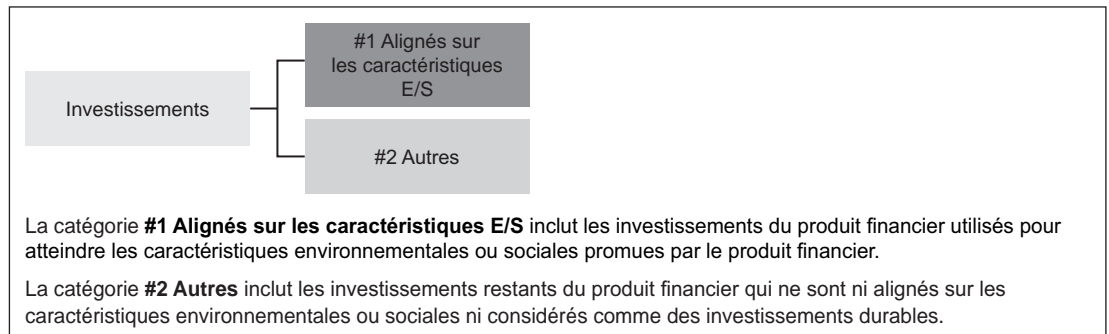 #1 Alignés sur
les caractéristiques
E/S
Investissements
#2 Autres
La catégorie #1 Alignés sur les caractéristiques E/S inclut les investissements du produit financier utilisés pour
atteindre les caractéristiques environnementales ou sociales promues par le produit financier.
La catégorie #2 Autres inclut les investissements restants du produit financier qui ne sont ni alignés sur les
caractéristiques environnementales ou sociales ni considérés comme des investissements durables.